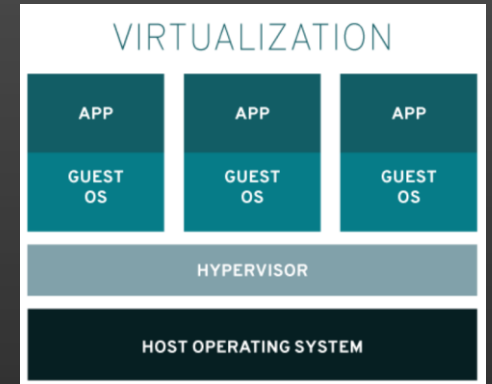 VIRTUALIZATION
APP APP APP
GUEST GUEST GUEST
OS OS OS
HYPERVISOR
HOST OPERATING SYSTEM